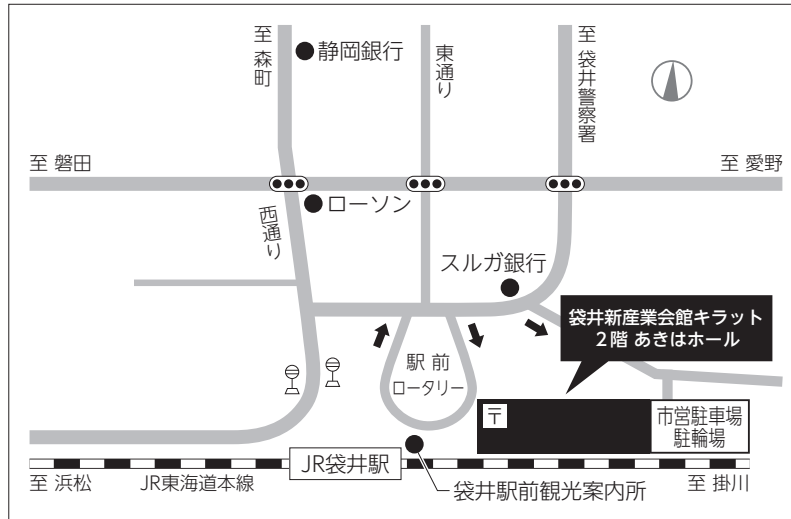 至 森町
静岡銀行
東通り
至 袋井警察署
至 磐田
至 愛野
ローソン
西通り
スルガ銀行
袋井新産業会館キラット
2階 あきはホール
駅 前
ロータリー
〒
市営駐車場
駐輪場
JR袋井駅
至 浜松
JR東海道本線
袋井駅前観光案内所
至 掛川